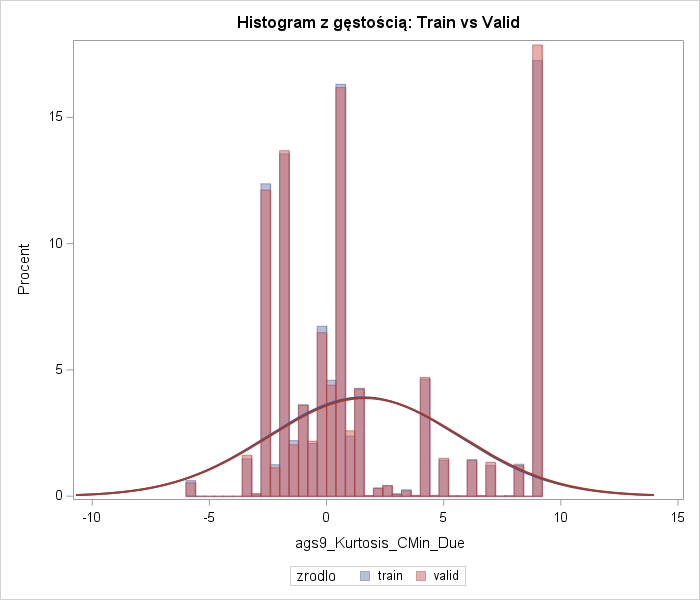 Histogram z gęstością: Train vs Valid
Procent
15
10
5
0
-10 -5 0 5 10 15
ags9_Kurtosis_CMin_Due
zrodlo train valid